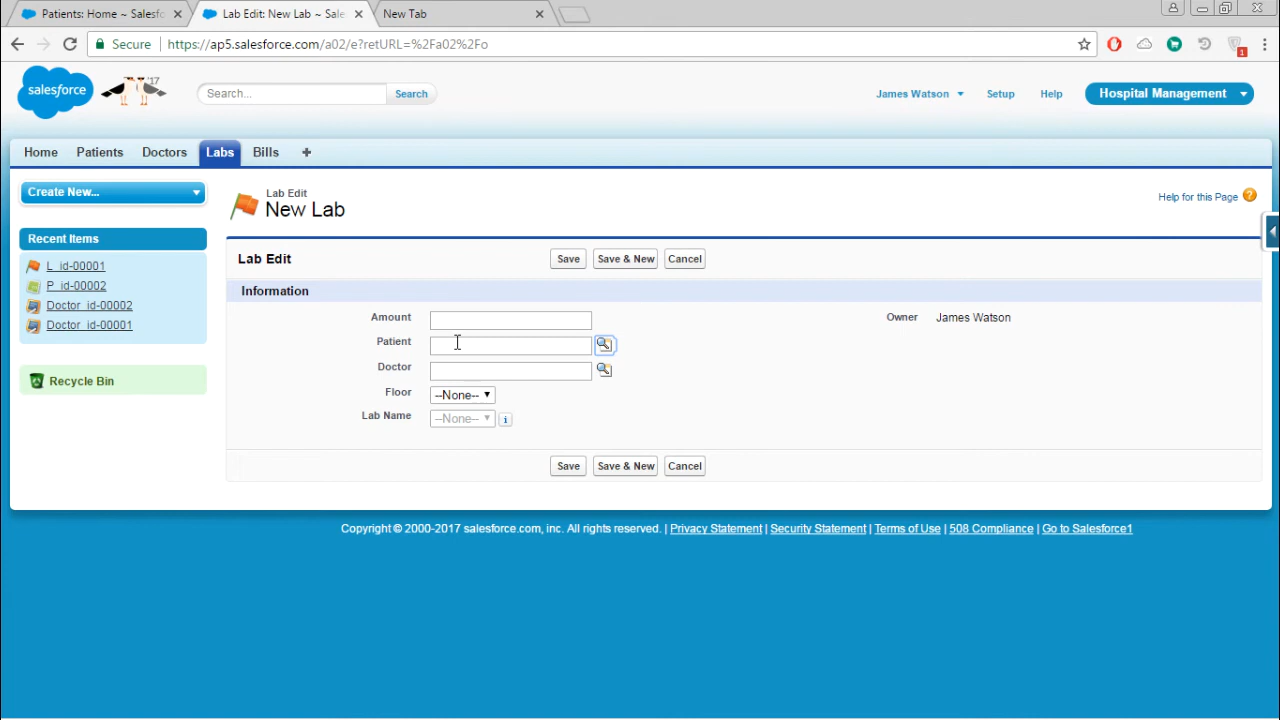 Patients: Home ~ Salesfo
Lab Edit: New Lab ~ Sale
New Tab
Secure
https://ap5.salesforce.com/a02/e?retURL=%2Fa02%2Fo
1
salesforce
'17
Search...
Search
James Watson
Setup
Help
Hospital Management
Home
Patients
Doctors
Labs
Bills
Create New...
Lab Edit
New Lab
Help for this Page
Recent Items
L_id-00001
P_id-00002
Doctor_id-00002
Doctor_id-00001
Recycle Bin
Lab Edit
Save
Save & New
Cancel
Information
Amount
Owner
James Watson
Patient
Doctor
Floor
--None--
Lab Name
--None--
i
Save
Save & New
Cancel
Copyright © 2000-2017 salesforce.com, inc. All rights reserved. | Privacy Statement | Security Statement | Terms of Use | 508 Compliance | Go to Salesforce1